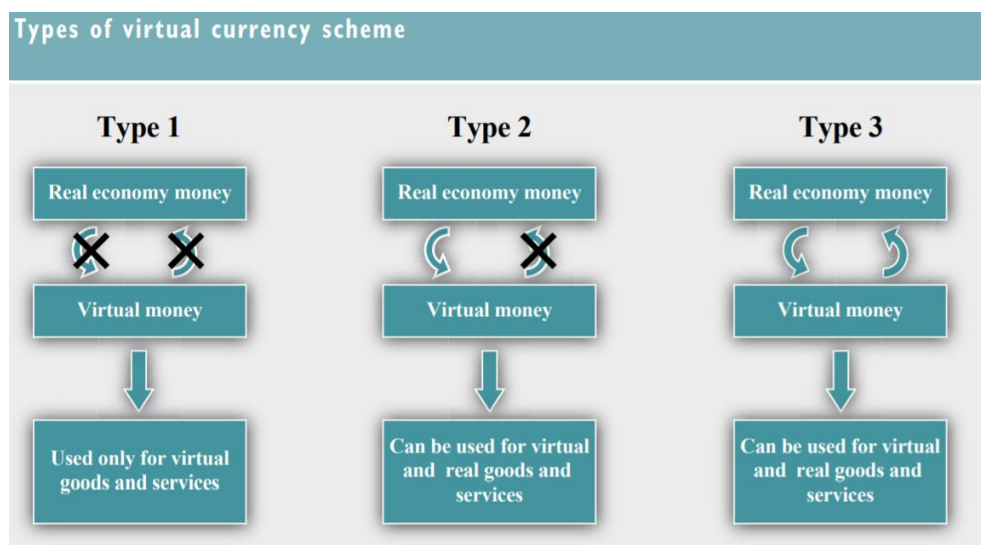 Types of virtual currency scheme
Type 1
Real economy money
Virtual money
Used only for virtual
goods and services
Type 2
Real economy money
Virtual money
Can be used for virtual
and real goods and
services
Type 3
Real economy money
Virtual money
Can be used for virtual
and real goods and
services